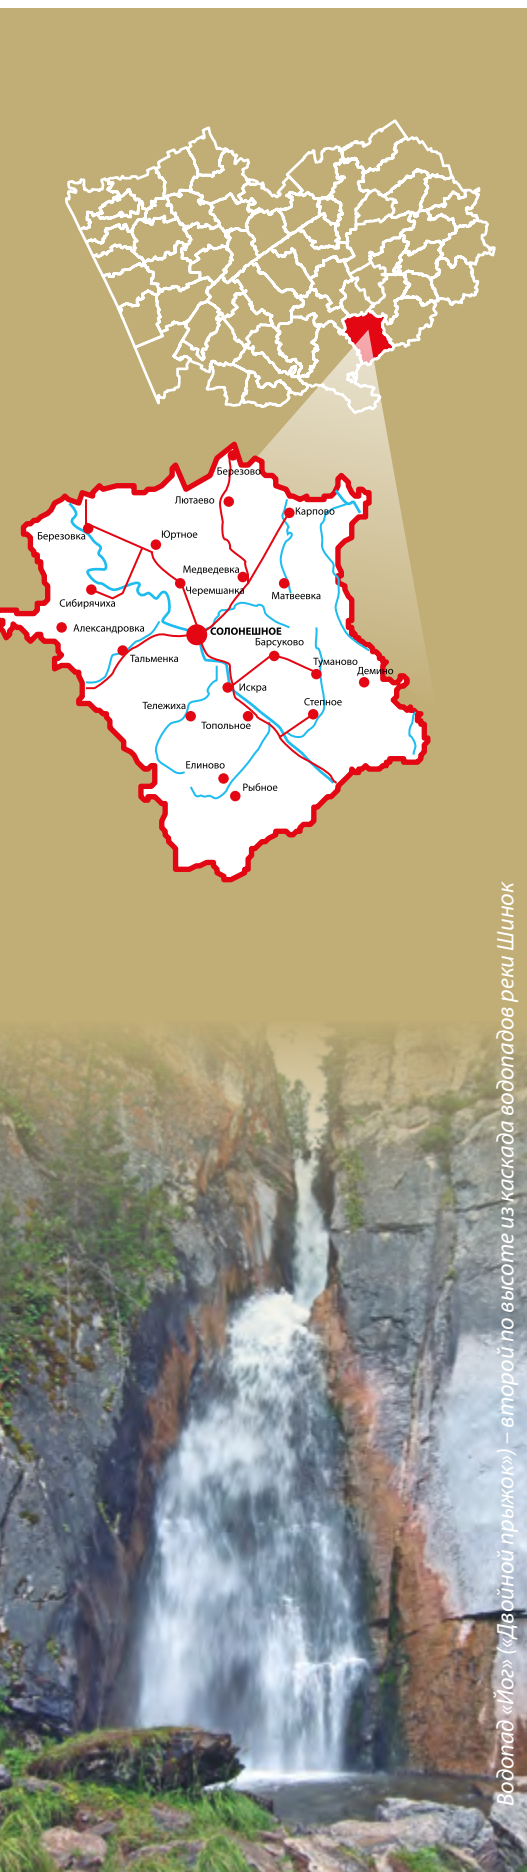 Березово
Лютаево
Карпово
Березовка
Юртное
Медведевка
Черемшанка
Матвеевка
Сибирячиха
Александровка
СОЛОНЕШНОЕ
Барсуково
Тальменка
Туманово
Демино
Искра
Тележиха
Степное
Топольное
Елиново
Рыбное
Водопад «Йог» («Двойной прыжок») – второй по высоте из каскада водопадов реки Шинок